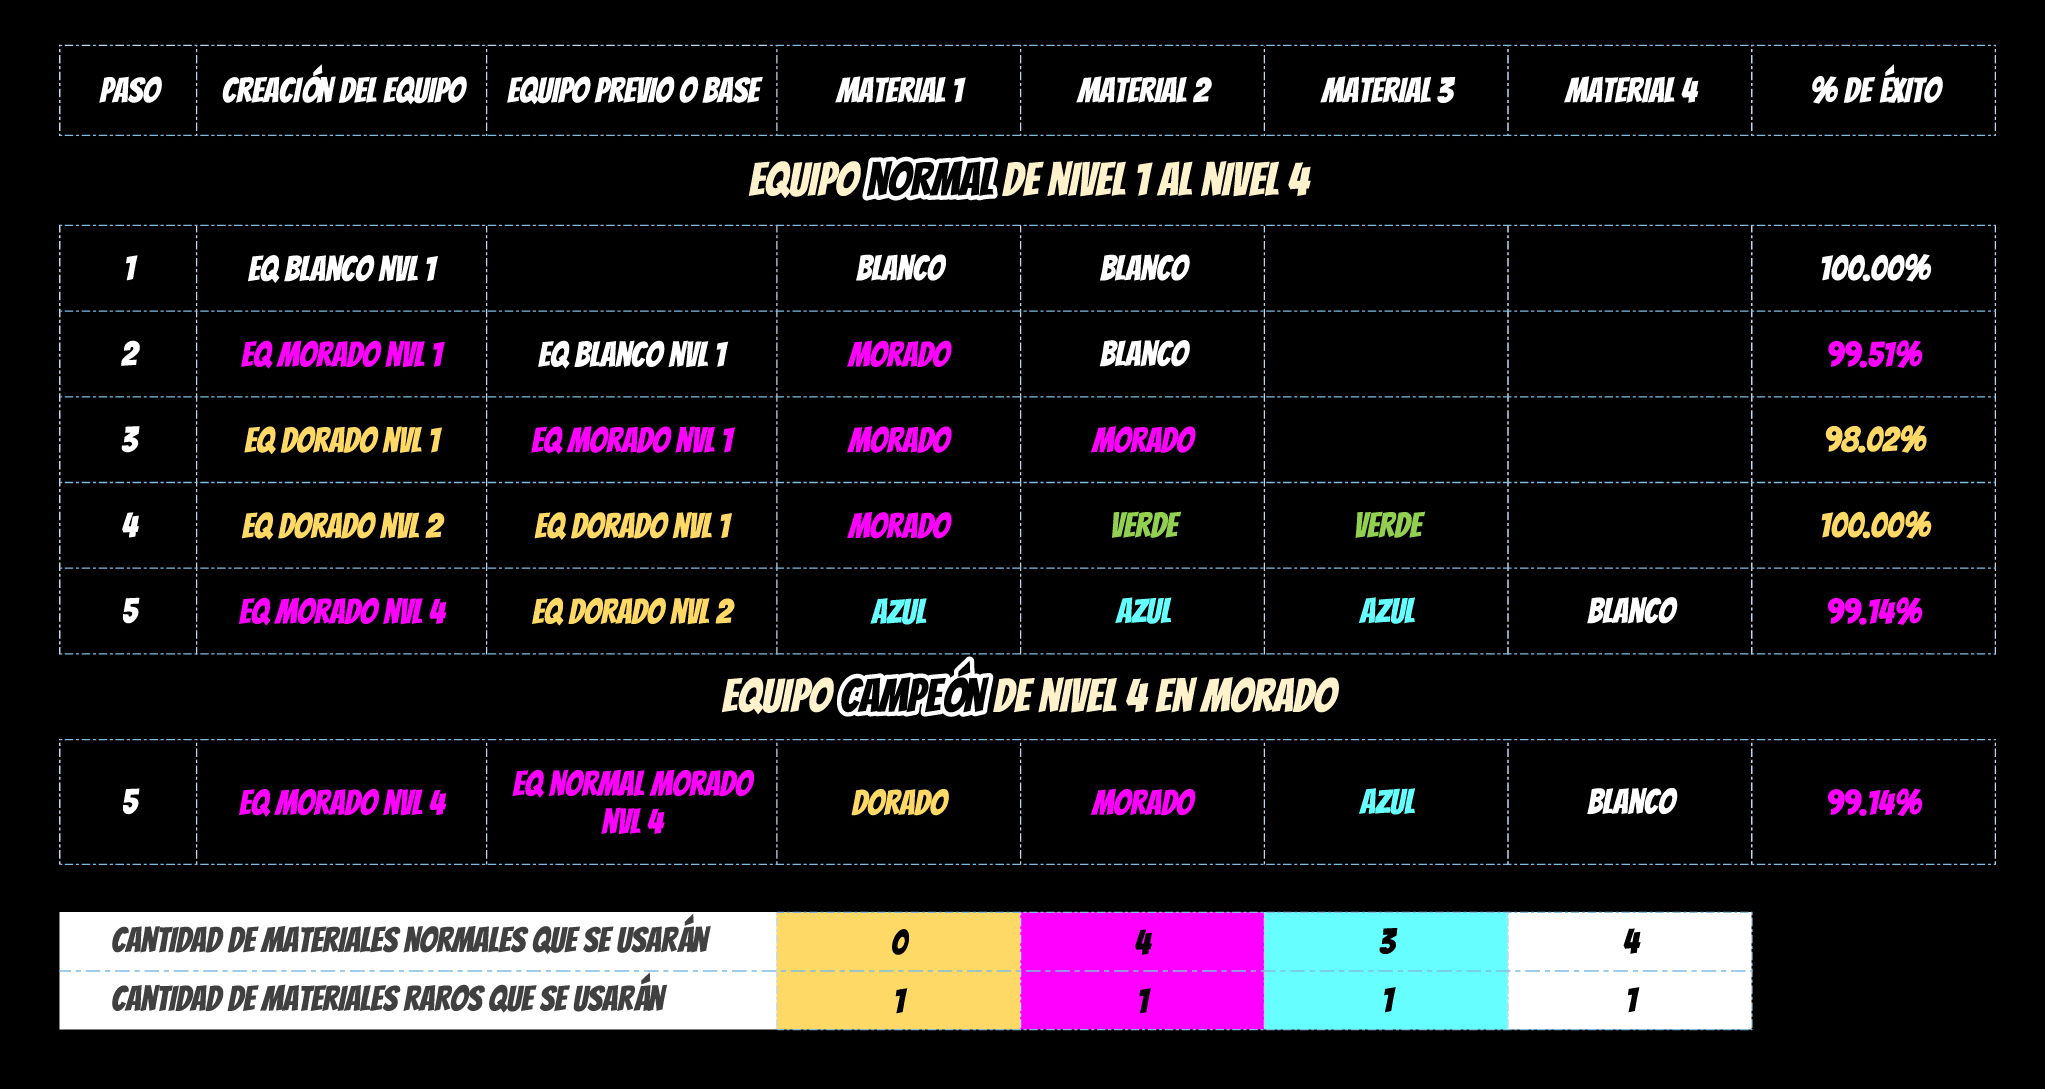 PASO CREACIÓN DEL EQUIPO EQUIPO PREVIO O BASE MATERIAL 1 MATERIAL 2 MATERIAL 3 MATERIAL 4 % DE ÉXITO
EQUIPO NORMAL DE NIVEL 1 AL NIVEL 4
1 EQ BLANCO NVL 1 BLANCO BLANCO 100.00%
2 EQ MORADO NVL 1 EQ BLANCO NVL 1 MORADO BLANCO 99.51%
3 EQ DORADO NVL 1 EQ MORADO NVL 1 MORADO MORADO 98.02%
4 EQ DORADO NVL 2 EQ DORADO NVL 1 MORADO VERDE VERDE 100.00%
5 EQ MORADO NVL 4 EQ DORADO NVL 2 AZUL AZUL AZUL BLANCO 99.14%
EQUIPO CAMPEÓN DE NIVEL 4 EN MORADO
5 EQ MORADO NVL 4 EQ NORMAL MORADO
NVL 4 DORADO MORADO AZUL BLANCO 99.14%
CANTIDAD DE MATERIALES NORMALES QUE SE USARÁN 0 4 3 4
CANTIDAD DE MATERIALES RAROS QUE SE USARÁN 1 1 1 1